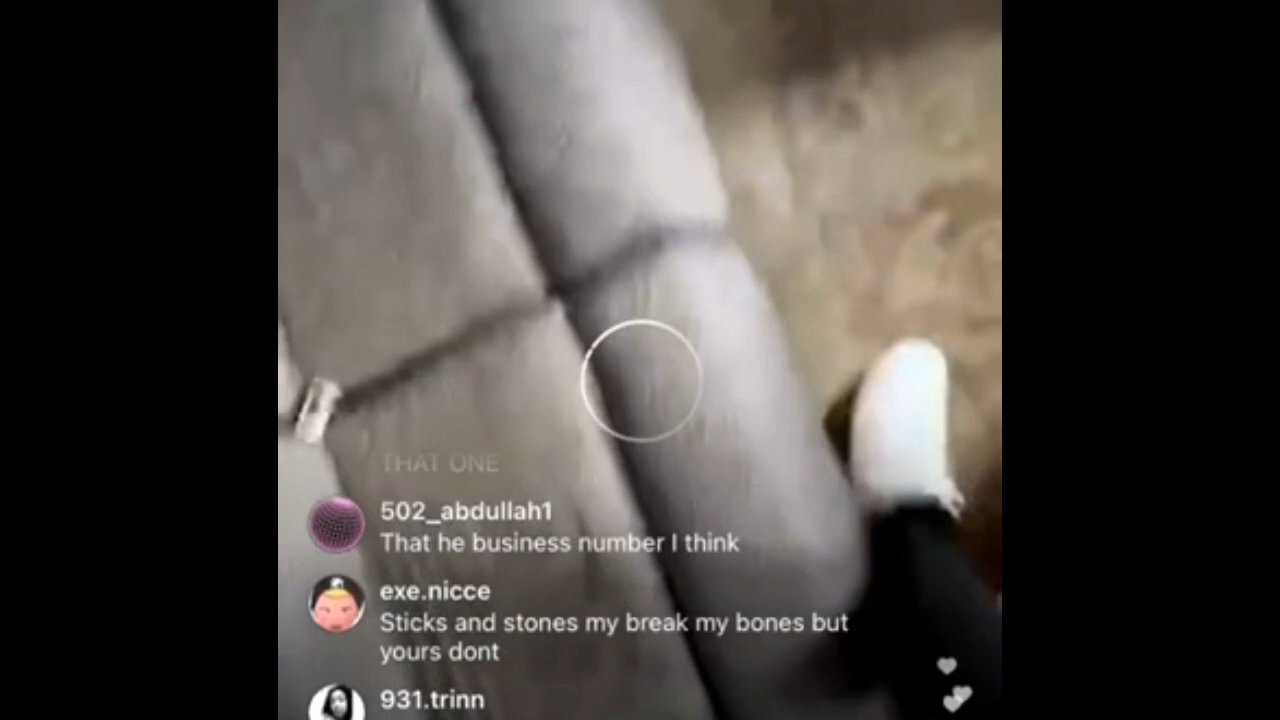 THAT ONE
502_abdullah1
That he business number I think
exe.nicce
Sticks and stones my break my bones but
yours dont
931.trinn